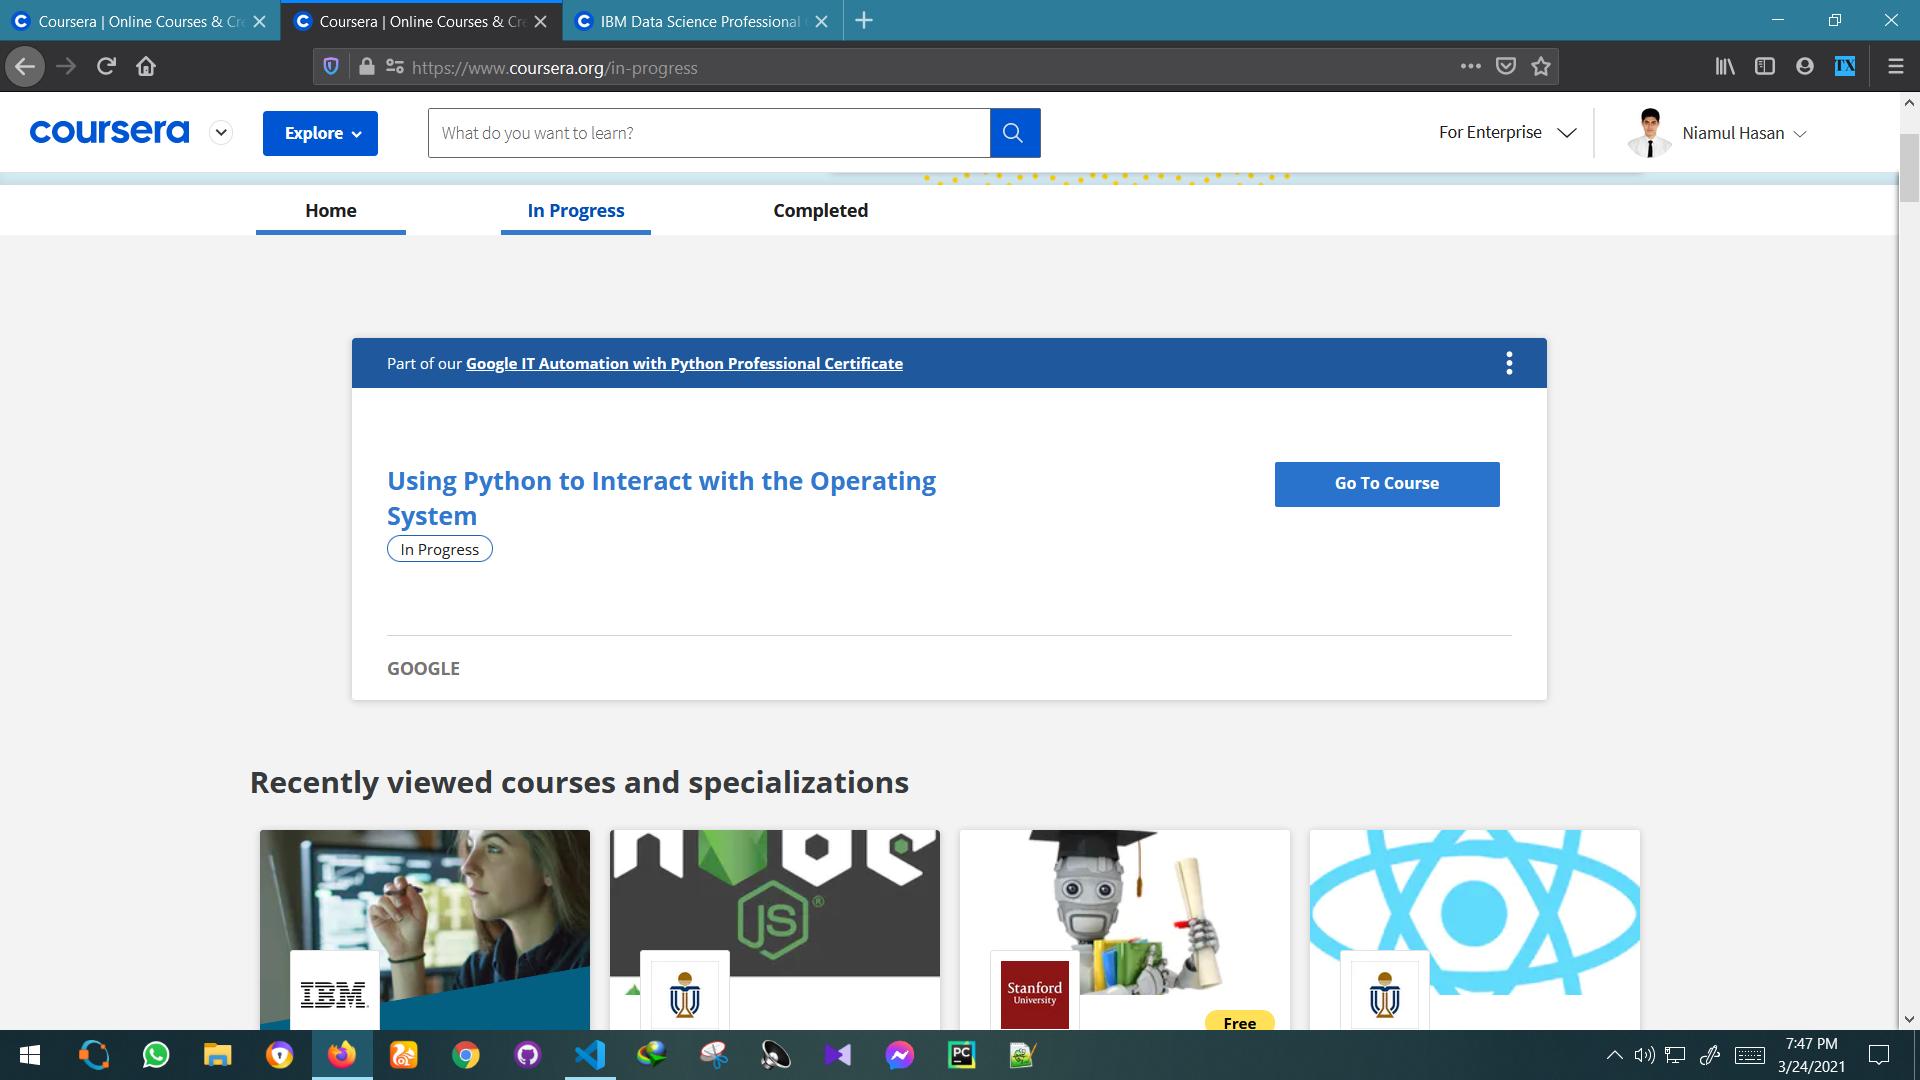 Coursera | Online Courses & Cre
Coursera | Online Courses & Cre
IBM Data Science Professional
https://www.coursera.org/in-progress
TX
coursera
Explore
What do you want to learn?
For Enterprise
Niamul Hasan
Home
In Progress
Completed
Part of our Google IT Automation with Python Professional Certificate
Using Python to Interact with the Operating
System
Go To Course
In Progress
GOOGLE
Recently viewed courses and specializations
JS
IBM
Stanford
University
Free
PC
7:47 PM
3/24/2021